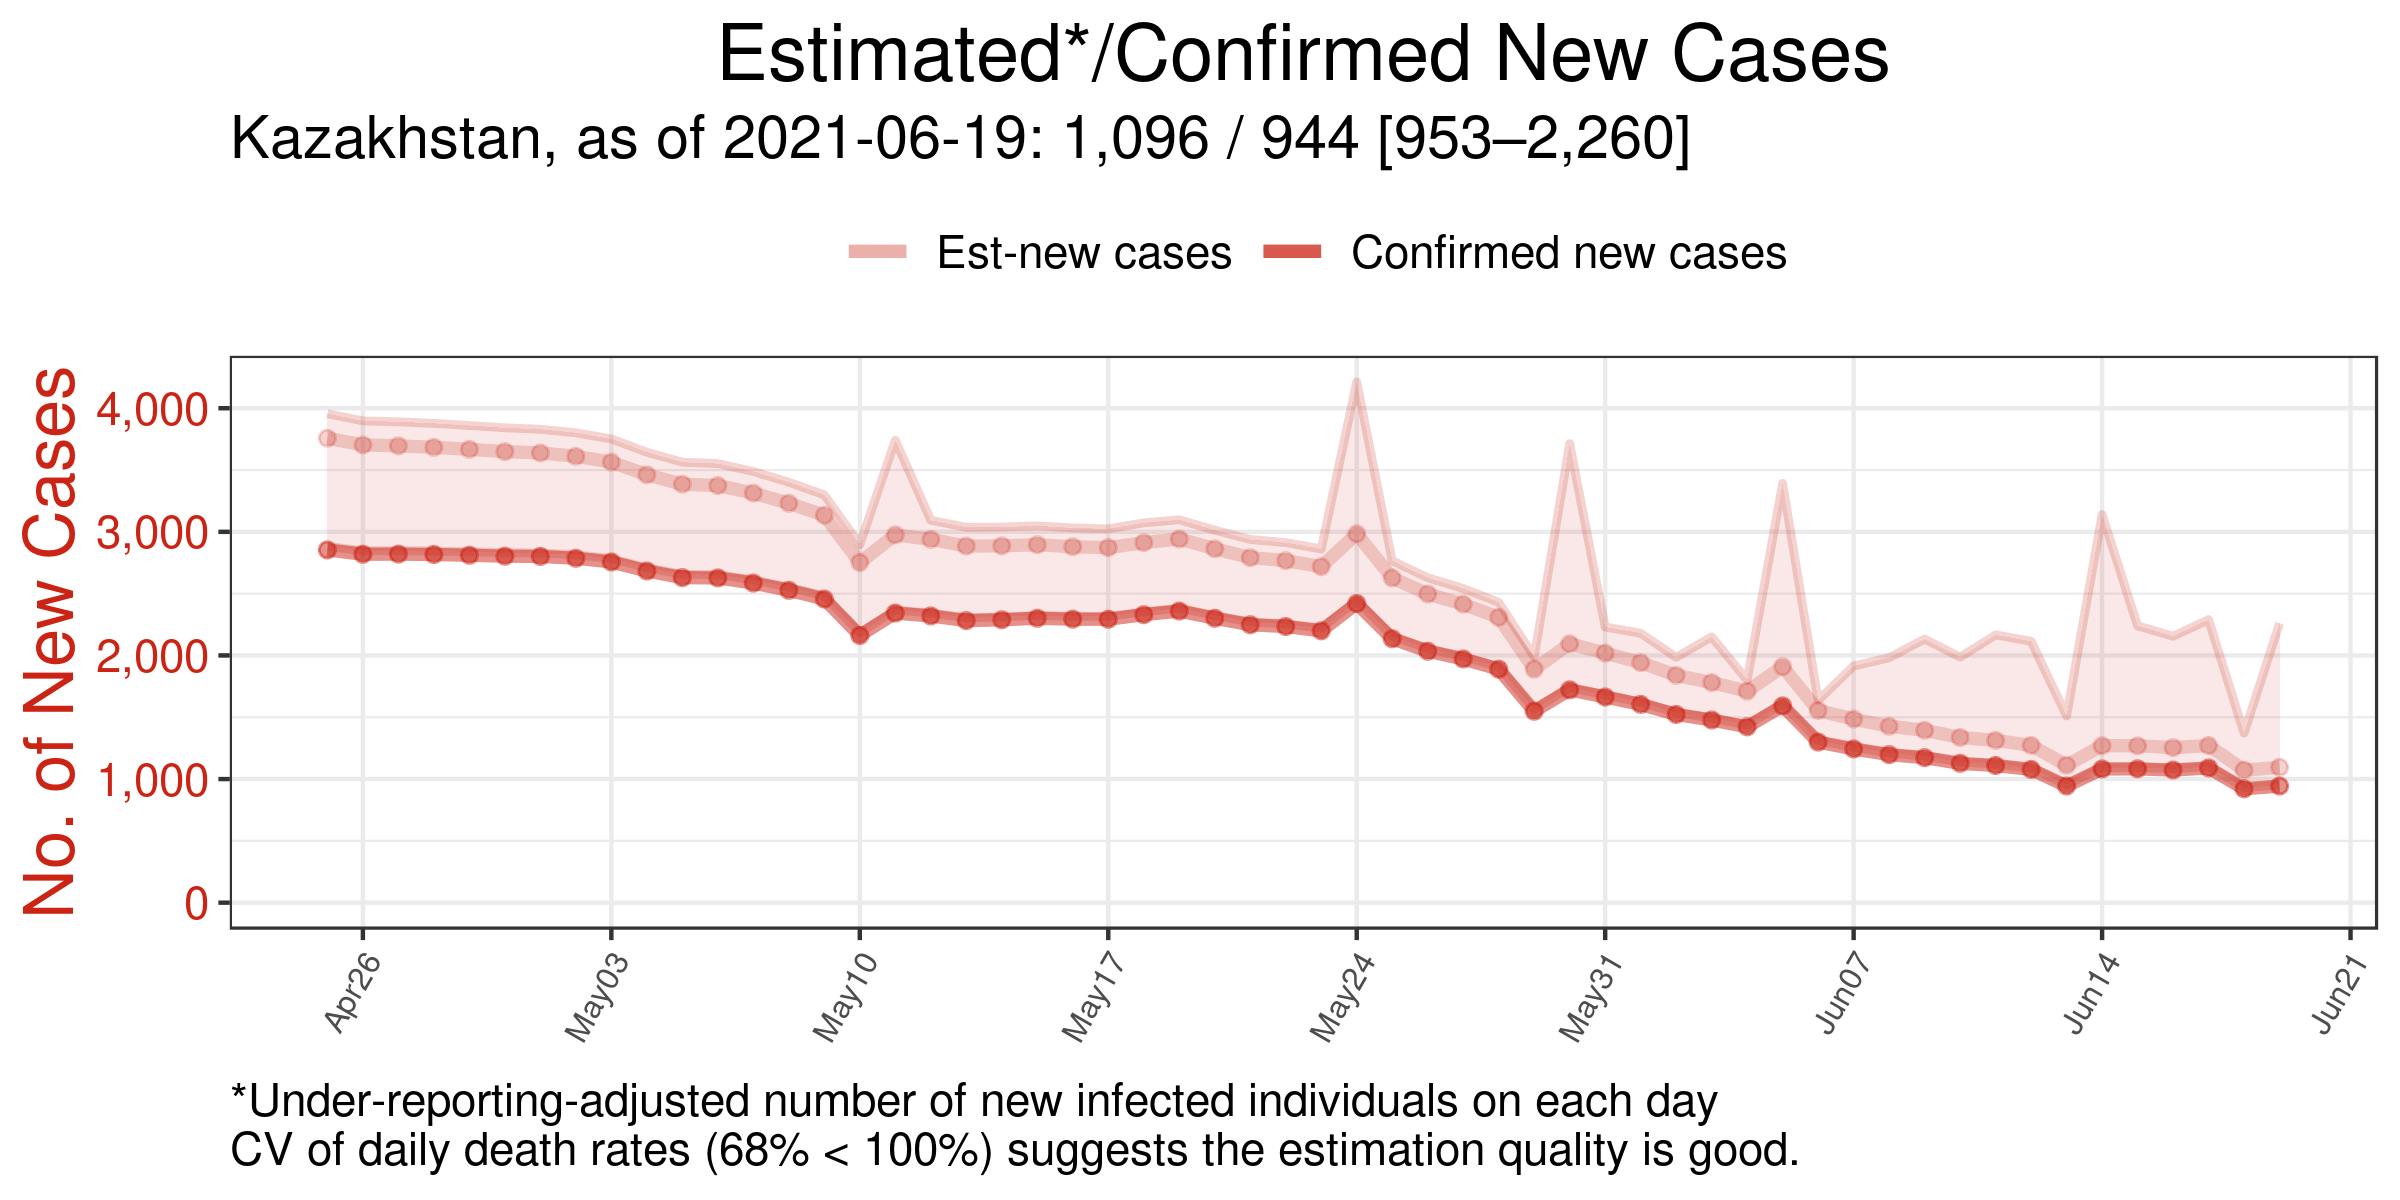 Estimated*/Confirmed New Cases
Kazakhstan, as of 2021-06-19: 1,096 / 944 [953–2,260]
Est-new cases
Confirmed new cases
No. of New Cases
4,000
3,000
2,000
1,000
0
Apr26
May03
May10
May17
May24
May31
Jun07
Jun14
Jun21
*Under-reporting-adjusted number of new infected individuals on each day
CV of daily death rates (68% < 100%) suggests the estimation quality is good.